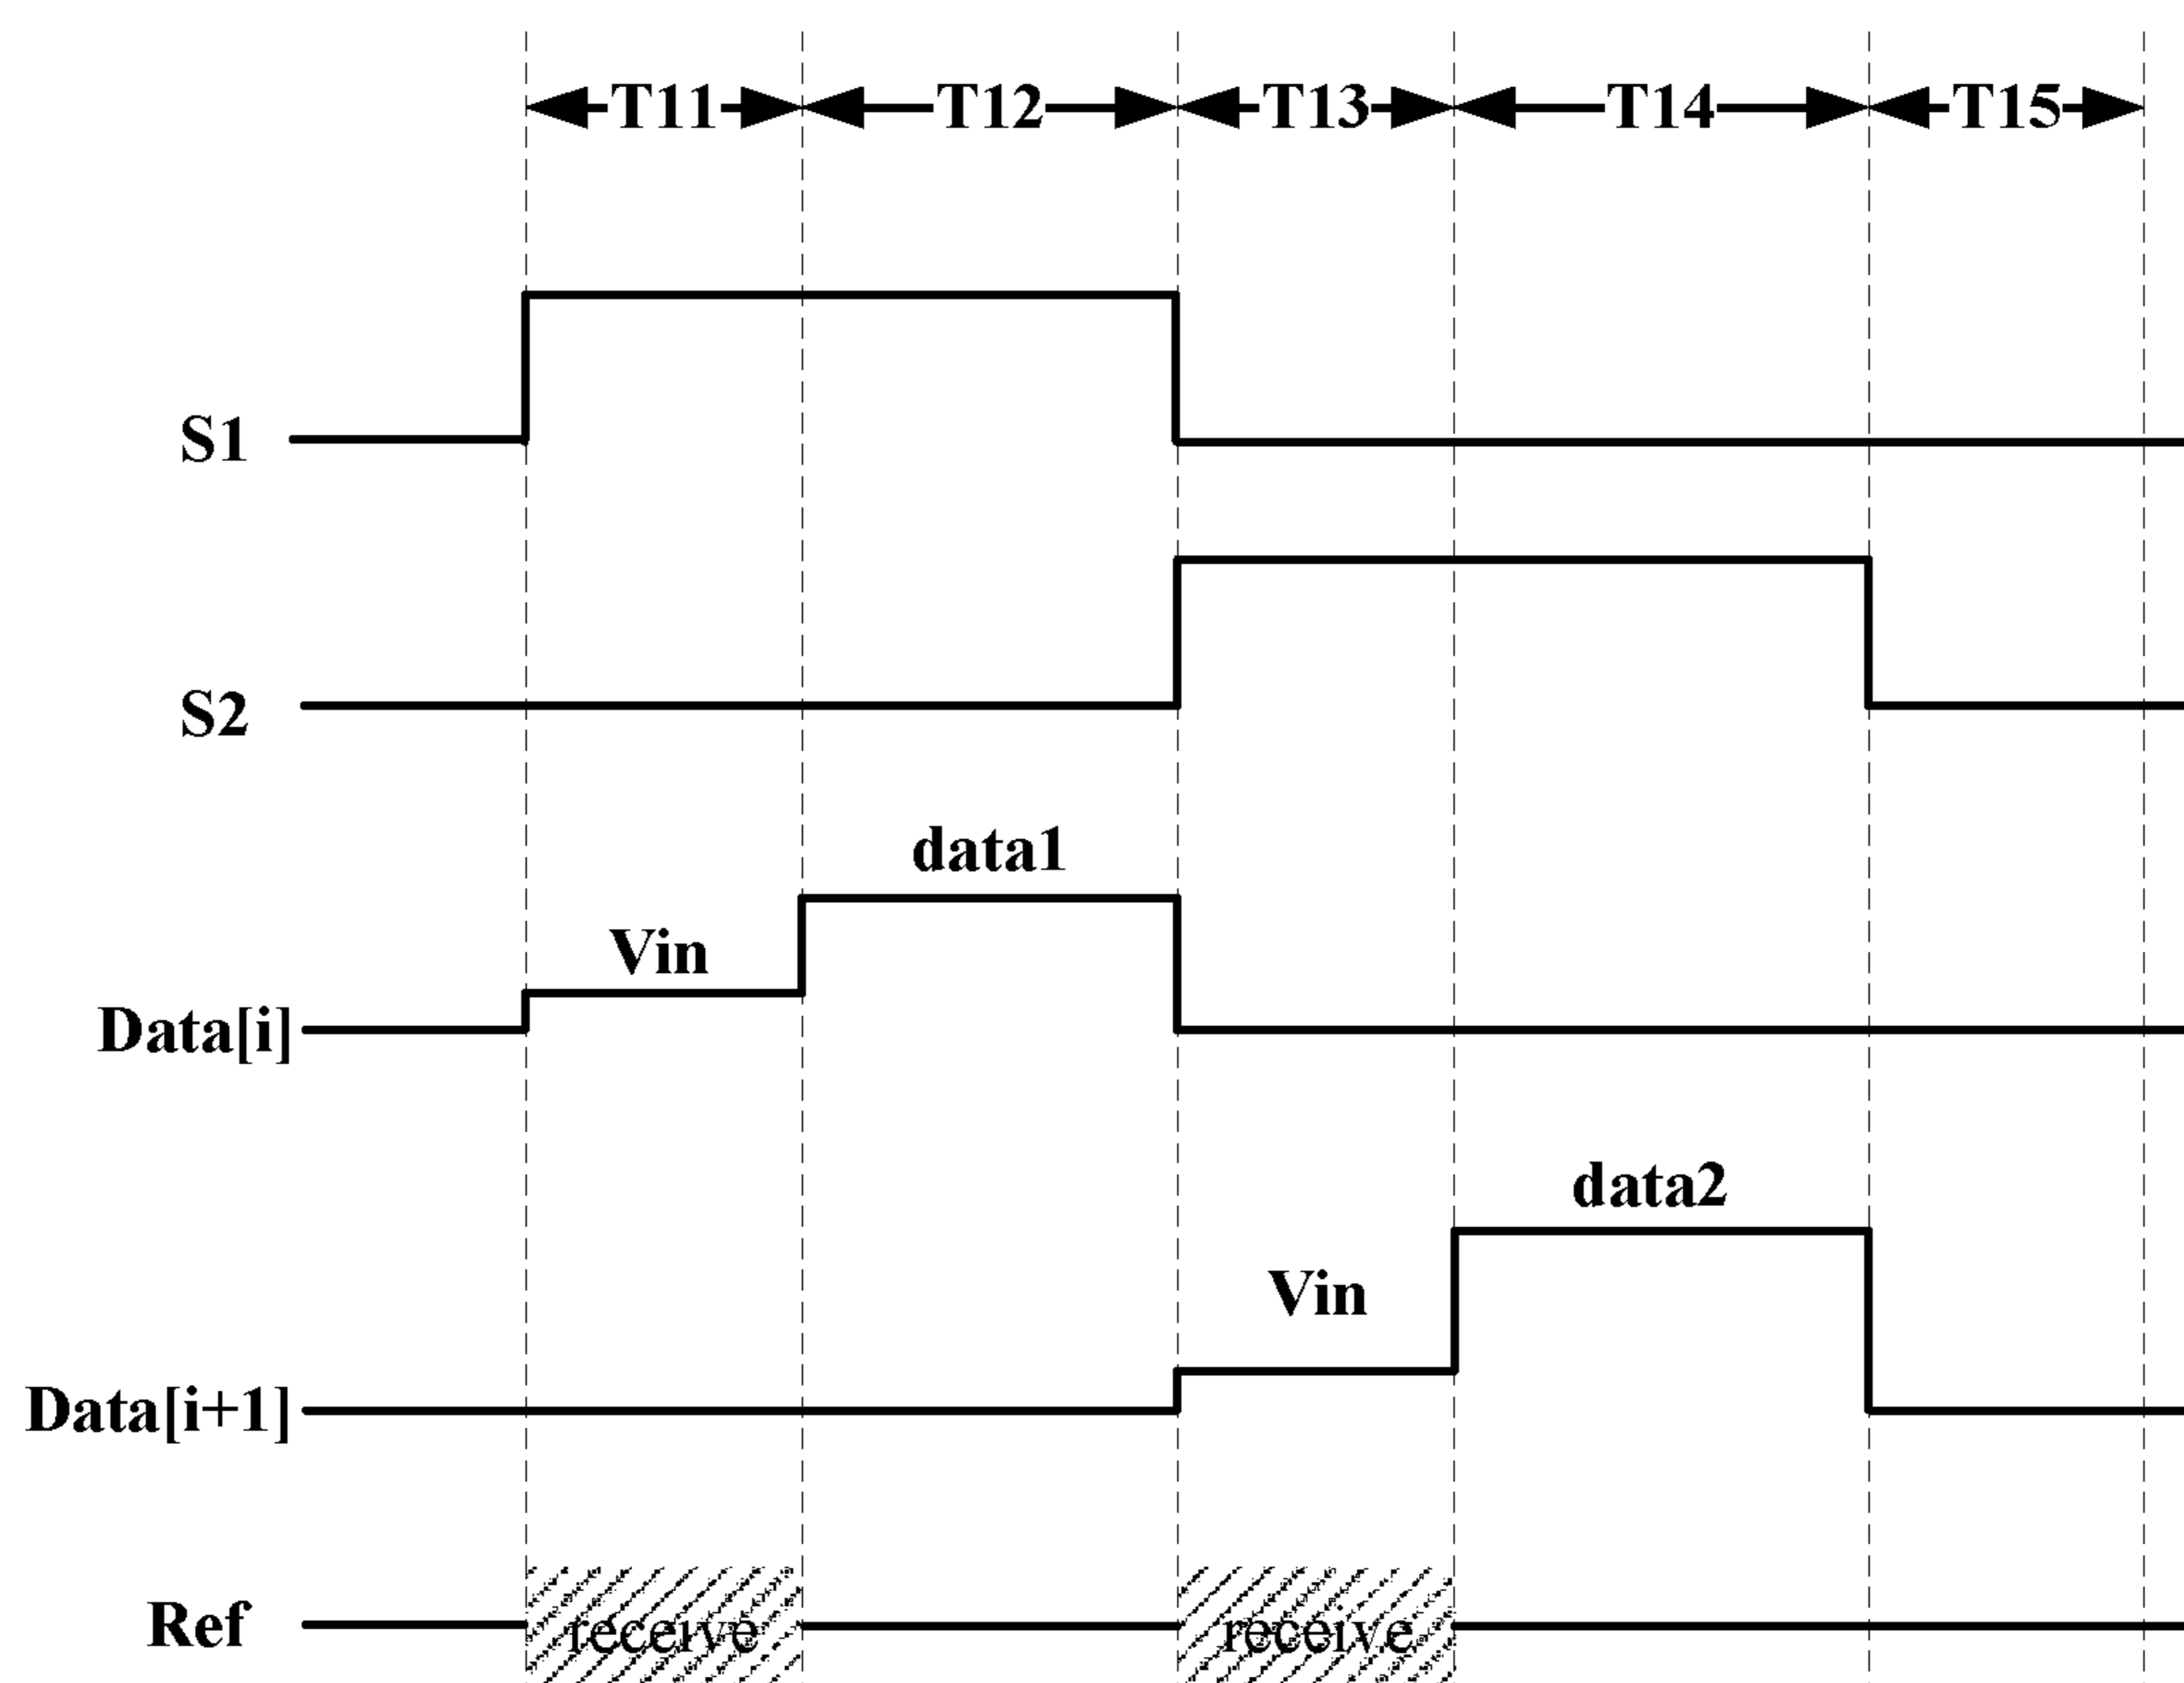 T11 T12 T13 T14 T15
S1
S2
data1
Vin
Data[i]
data2
Vin
Data[i+1]
Ref receive receive